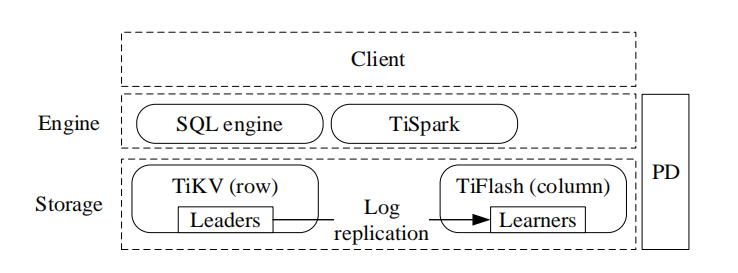 Client
Engine
SQL engine
TiSpark
PD
Storage
TiKV (row)
TiFlash (column)
Leaders
Log
replication
Learners